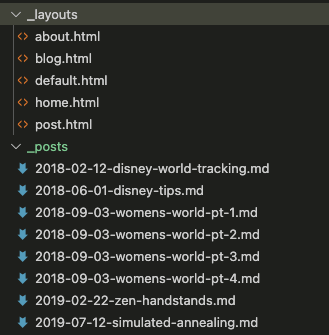 _layouts
about.html
blog.html
default.html
home.html
post.html
_posts
2018-02-12-disney-world-tracking.md
2018-06-01-disney-tips.md
2018-09-03-womens-world-pt-1.md
2018-09-03-womens-world-pt-2.md
2018-09-03-womens-world-pt-3.md
2018-09-03-womens-world-pt-4.md
2019-02-22-zen-handstands.md
2019-07-12-simulated-annealing.md